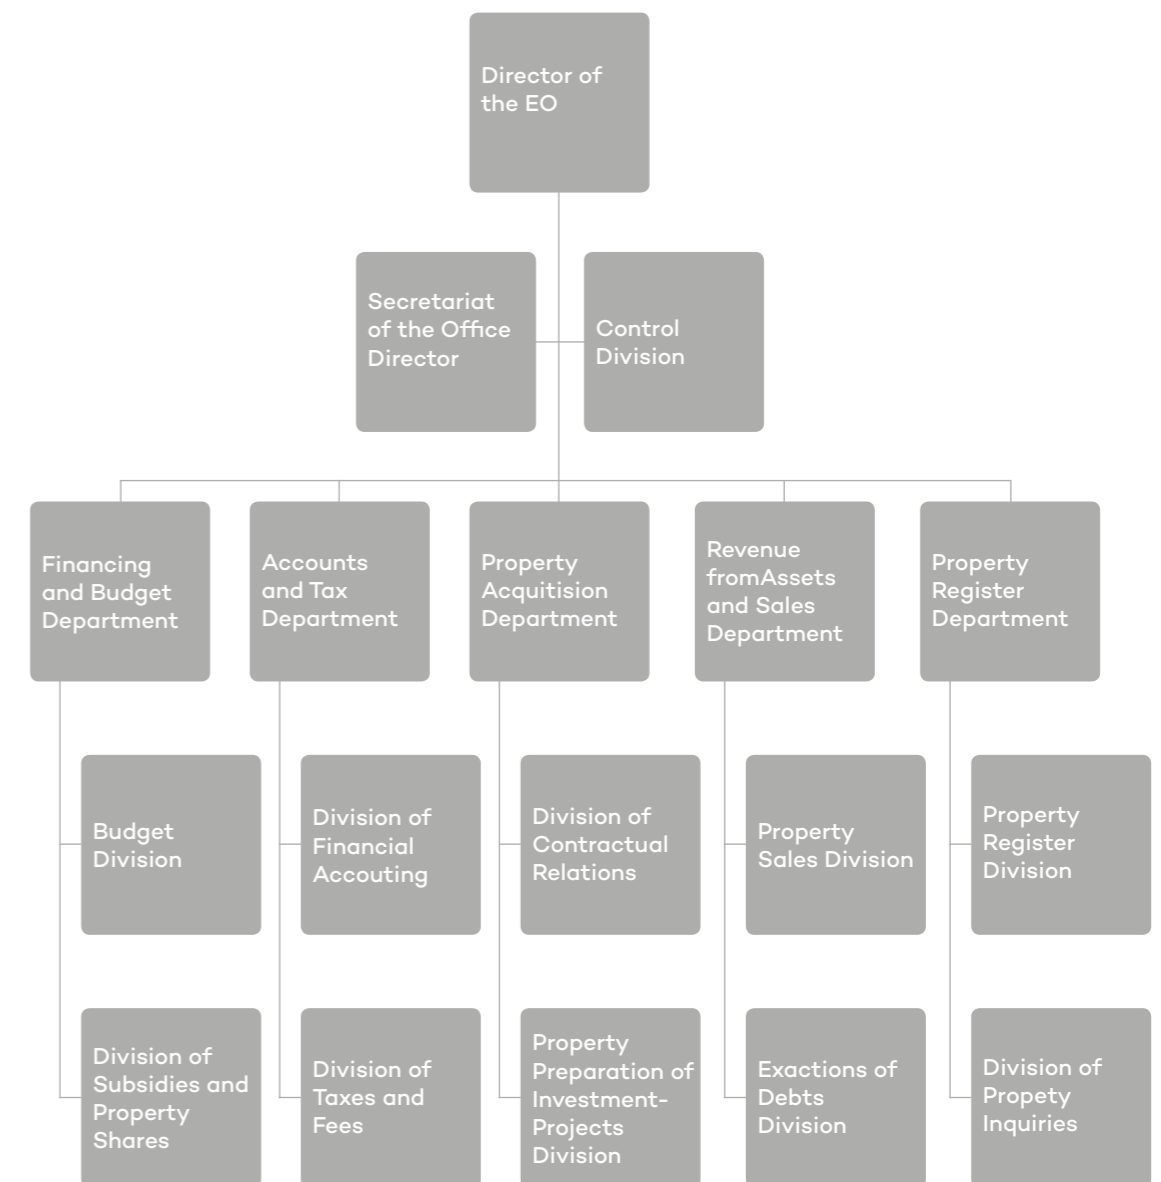 Director of
the EO
Secretariat
of the Office
Director
Control
Division
Financing
and Budget
Department
Accounts
and Tax
Department
Property
Acquitision
Department
Revenue
fromAssets
and Sales
Department
Property
Register
Department
Budget
Division
Division of
Financial
Accouting
Division of
Contractual
Relations
Property
Sales Division
Property
Register
Division
Division of
Subsidies and
Property
Shares
Division of
Taxes and
Fees
Property
Preparation of
Investment-
Projects
Division
Exactions of
Debts
Division
Division of
Propety
Inquiries